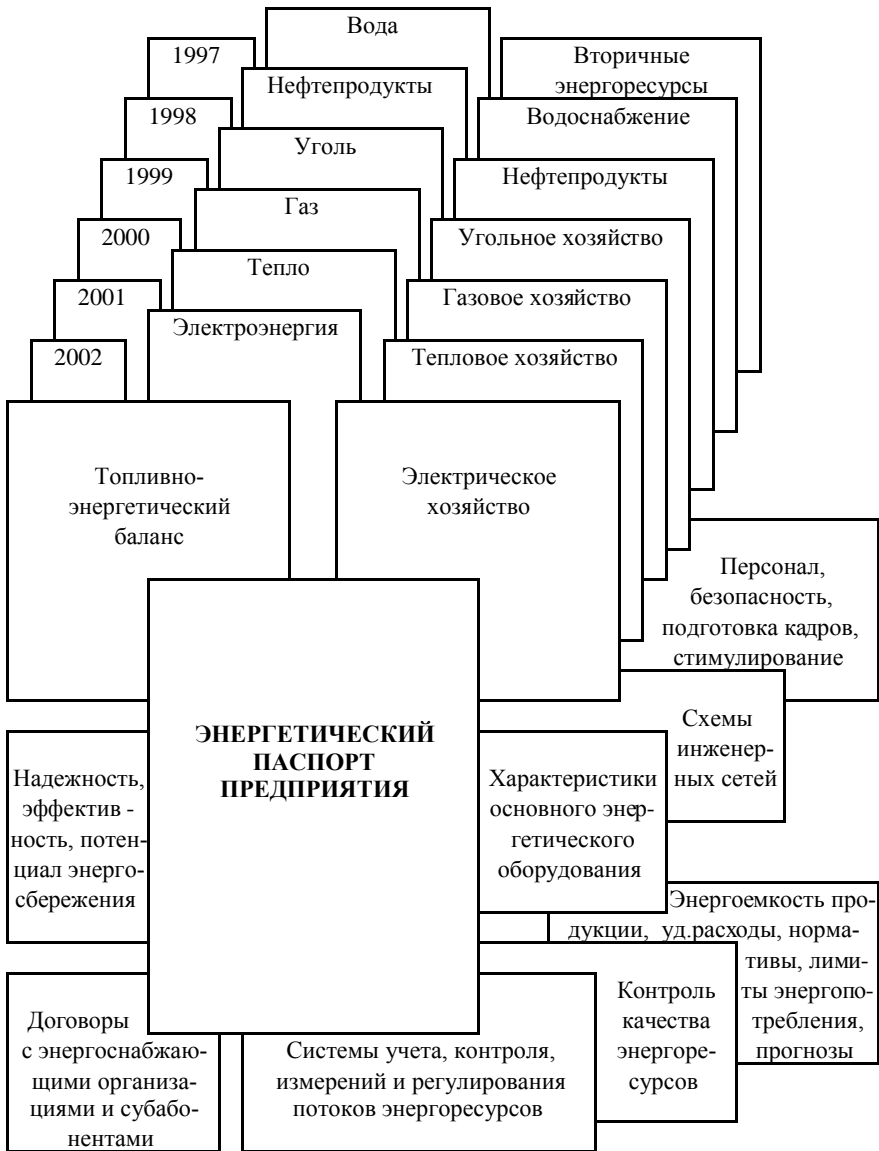 Вода
1997
Вторичные
энергоресурсы
Нефтепродукты
1998
Водоснабжение
Уголь
1999
Нефтепродукты
Газ
2000
Угольное хозяйство
Тепло
2001
Газовое хозяйство
Электроэнергия
2002
Тепловое хозяйство
Топливно-
энергетический
баланс
Электрическое
хозяйство
Персонал,
безопасность,
подготовка кадров,
стимулирование
ЭНЕРГЕТИЧЕСКИЙ
ПАСПОРТ
ПРЕДПРИЯТИЯ
Схемы
инженер-
ных сетей
Надежность,
эффектив -
ность, потен-
циал энерго-
сбережения
Характеристики
основного энер-
гетического
оборудования
Энергоемкость про-
дукции, уд.расходы, норма-
тивы, лими-
ты энергопо-
требления,
прогнозы
Контроль
качества
энергоре-
сурсов
Договоры
с энергоснабжаю-
щими организа-
циями и субабо-
нентами
Системы учета, контроля,
измерений и регулирования
потоков энергоресурсов